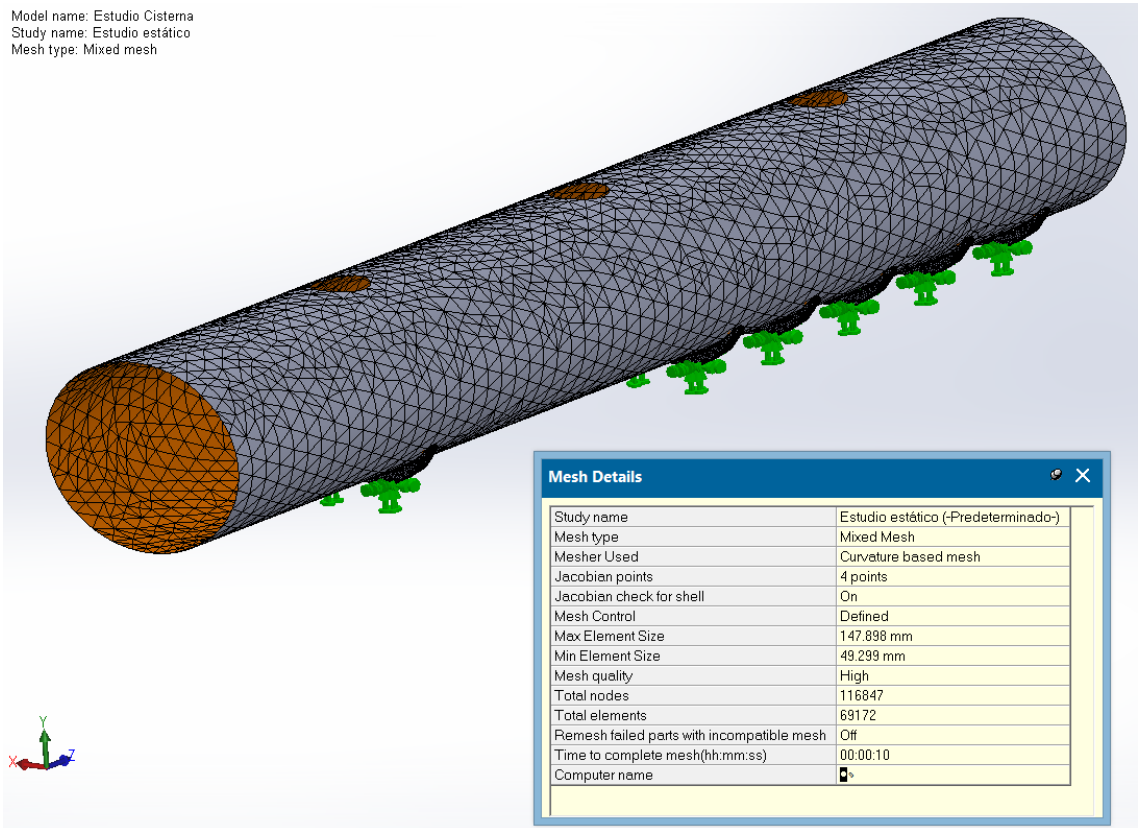 Model name: Estudio Cisterna
Study name: Estudio estático
Mesh type: Mixed mesh
Mesh Details
Study name Estudio estático (-Predeterminado-)
Mesh type Mixed Mesh
Mesher Used Curvature based mesh
Jacobian points 4 points
Jacobian check for shell On
Mesh Control Defined
Max Element Size 147.898 mm
Min Element Size 49.299 mm
Mesh quality High
Total nodes 116847
Total elements 69172
Remesh failed parts with incompatible mesh Off
Time to complete mesh(hh:mm:ss) 00:00:10
Computer name
Y
X Z